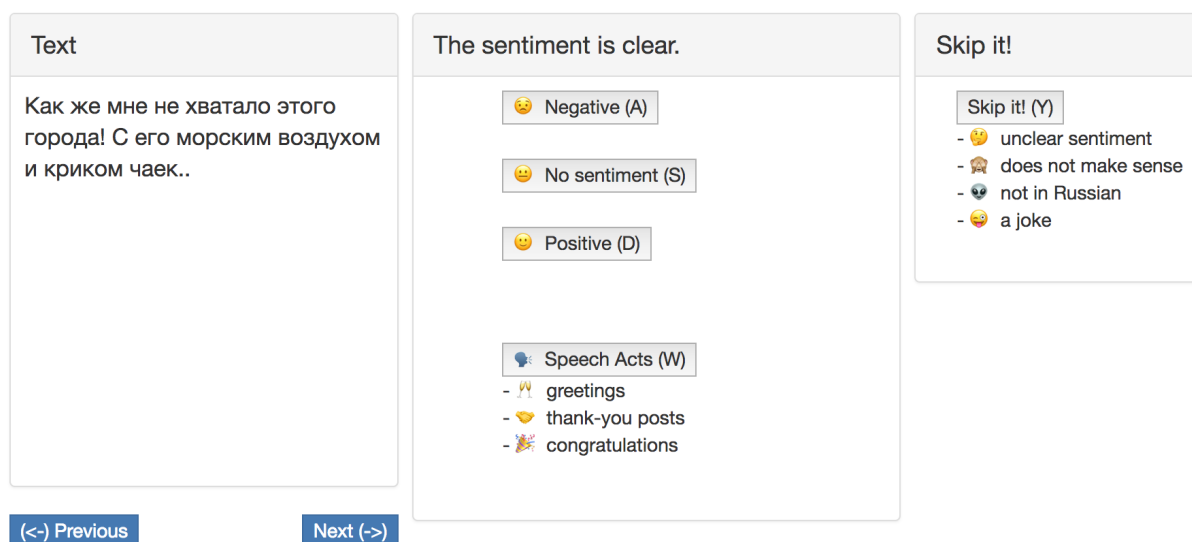 Text
Как же мне не хватало этого
города! С его морским воздухом
и криком чаек..
(<-) Previous
Next (->)
The sentiment is clear.
Negative (A)
No sentiment (S)
Positive (D)
Speech Acts (W)
- greetings
- thank-you posts
- congratulations
Skip it!
Skip it! (Y)
- unclear sentiment
- does not make sense
- not in Russian
- a joke